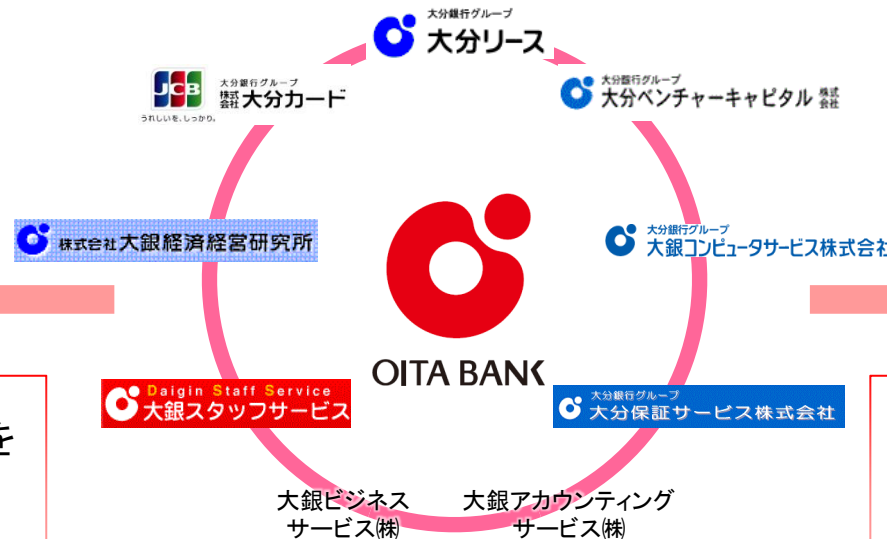 大分銀行グループ
大分リース
JCB
うれしいを、しっかり。
大分銀行グループ
株式会社大分カード
大分銀行グループ
大分ベンチャーキャピタル 株式会社
株式会社大銀経済経営研究所
大分銀行グループ
大銀コンピュータサービス株式会社
OITA BANK
Daigin Staff Service
大銀スタッフサービス
大分銀行グループ
大分保証サービス株式会社
を
大銀ビジネス
サービス㈱
大銀アカウンティング
サービス㈱